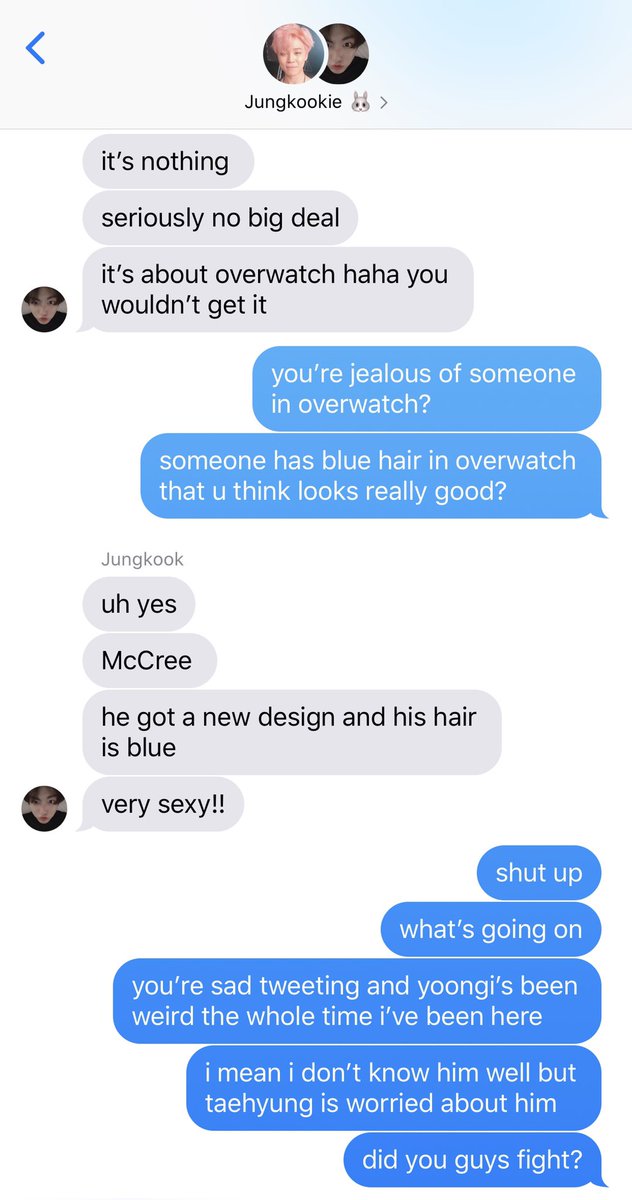 Jungkookie 🐰
it’s nothing
seriously no big deal
it’s about overwatch haha you
wouldn’t get it
you’re jealous of someone
in overwatch?
someone has blue hair in overwatch
that u think looks really good?
Jungkook
uh yes
McCree
he got a new design and his hair
is blue
very sexy!!
shut up
what’s going on
you’re sad tweeting and yoongi’s been
weird the whole time i’ve been here
i mean i don’t know him well but
taehyung is worried about him
did you guys fight?